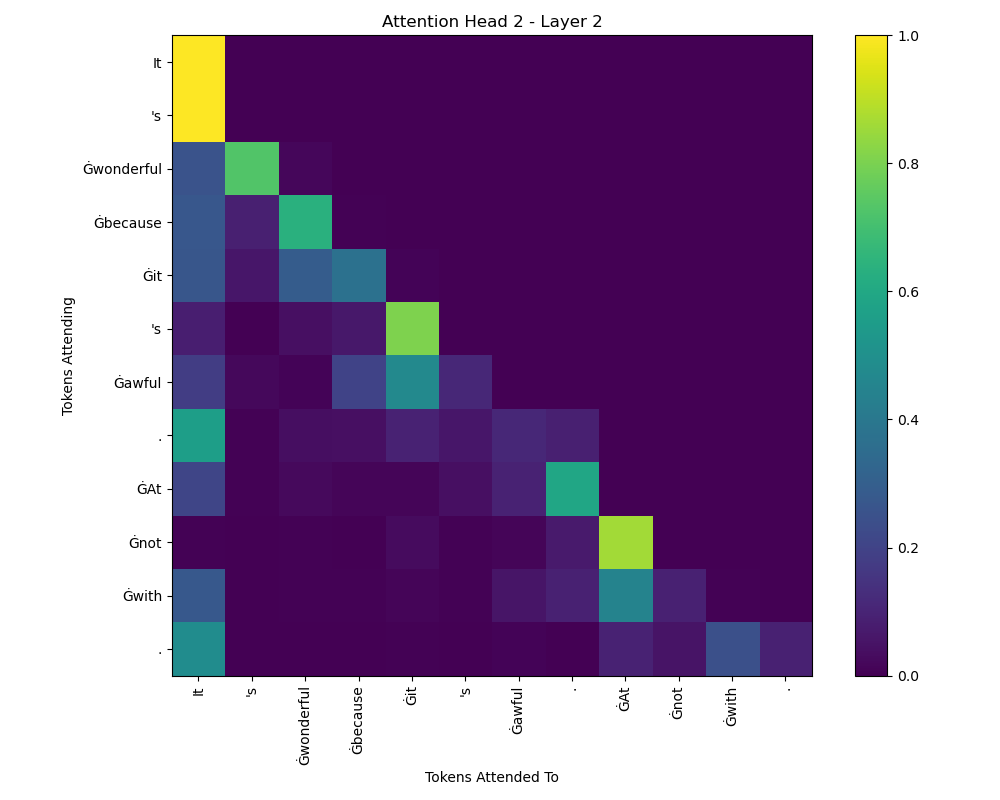 Attention Head 2 - Layer 2
Tokens Attending
It
's
Ġwonderful
Ġbecause
Ġit
's
Ġawful
.
ĠAt
Ġnot
Ġwith
.
It
's
Ġwonderful
Ġbecause
Ġit
's
Ġawful
.
ĠAt
Ġnot
Ġwith
.
Tokens Attended To
1.0
0.8
0.6
0.4
0.2
0.0